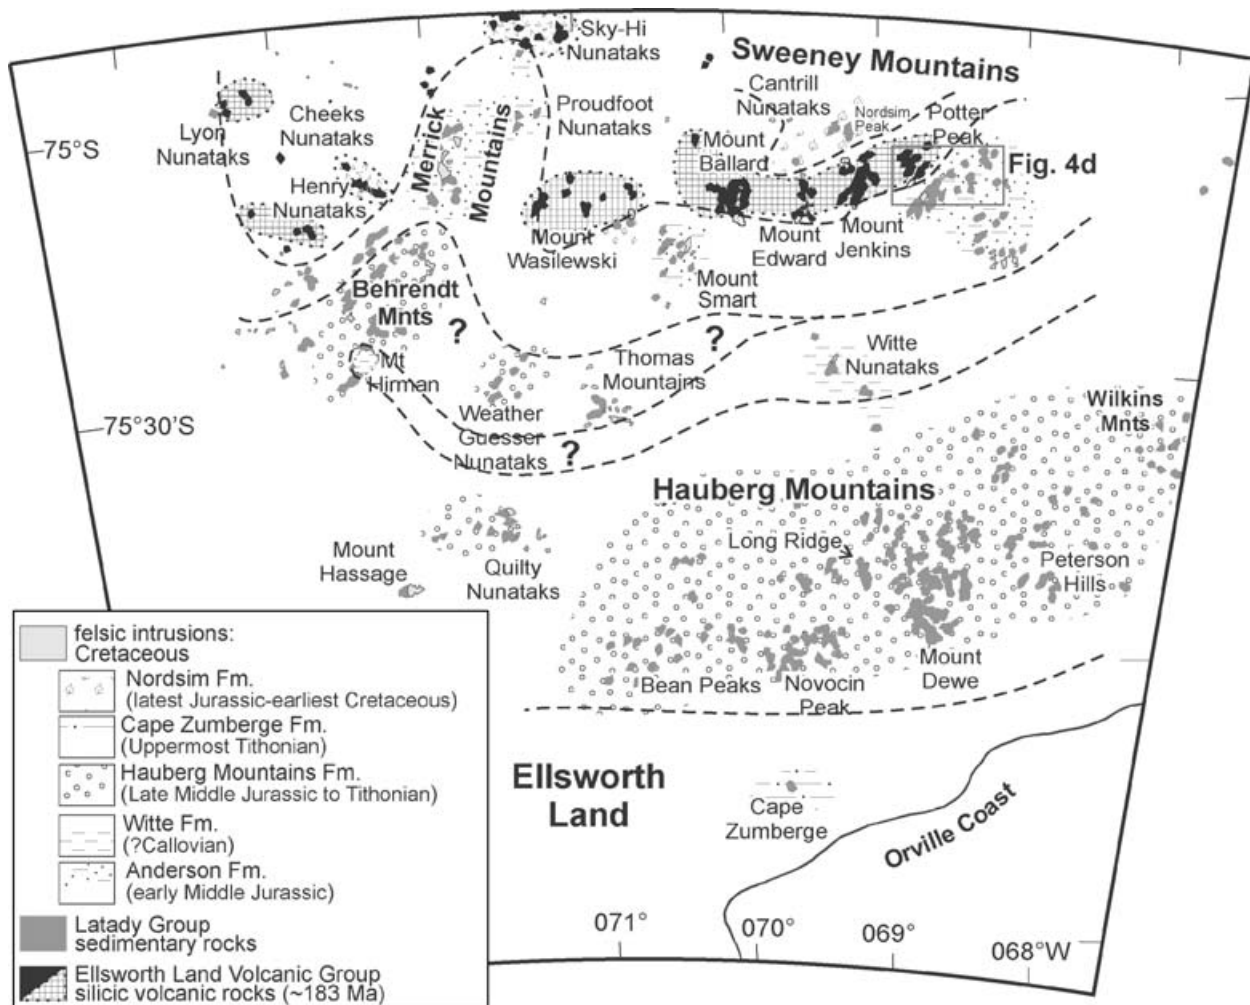 Sky-Hi
Nunataks
Sweeney Mountains
Cantrill
Nunataks
Nordsim
Peak
Potter
Peak
Proudfoot
Nunataks
Cheeks
Nunataks
Lyon
Nunataks
75°S
Merrick
Mountains
Mount
Ballard
Fig. 4d
Henry
Nunataks
Mount
Wasilewski
Mount
Edward
Mount
Jenkins
Mount
Smart
Behrendt
Mnts
?
?
Mt
Hirman
Thomas
Mountains
Witte
Nunataks
Weather
Guesser
Nunataks
?
75°30'S
Wilkins
Mnts
Hauberg Mountains
Long Ridge
Mount
Hassage
Quilty
Nunataks
Peterson
Hills
Bean Peaks
Novocin
Peak
Mount
Dewe
Ellsworth
Land
Cape
Zumberge
Orville Coast
071°
070°
069°
068°W
felsic intrusions:
Cretaceous
Nordsim Fm.
(latest Jurassic-earliest Cretaceous)
Cape Zumberge Fm.
(Uppermost Tithonian)
Hauberg Mountains Fm.
(Late Middle Jurassic to Tithonian)
Witte Fm.
(?Callovian)
Anderson Fm.
(early Middle Jurassic)
Latady Group
sedimentary rocks
Ellsworth Land Volcanic Group
silicic volcanic rocks (~183 Ma)